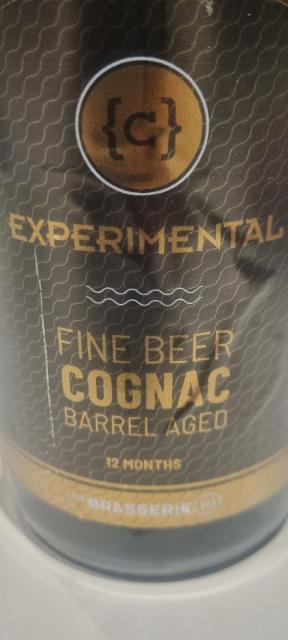 {C}
EXPERIMENTAL
FINE BEER
COGNAC
BARREL AGED
12 MONTHS
BRASSERIE {C}